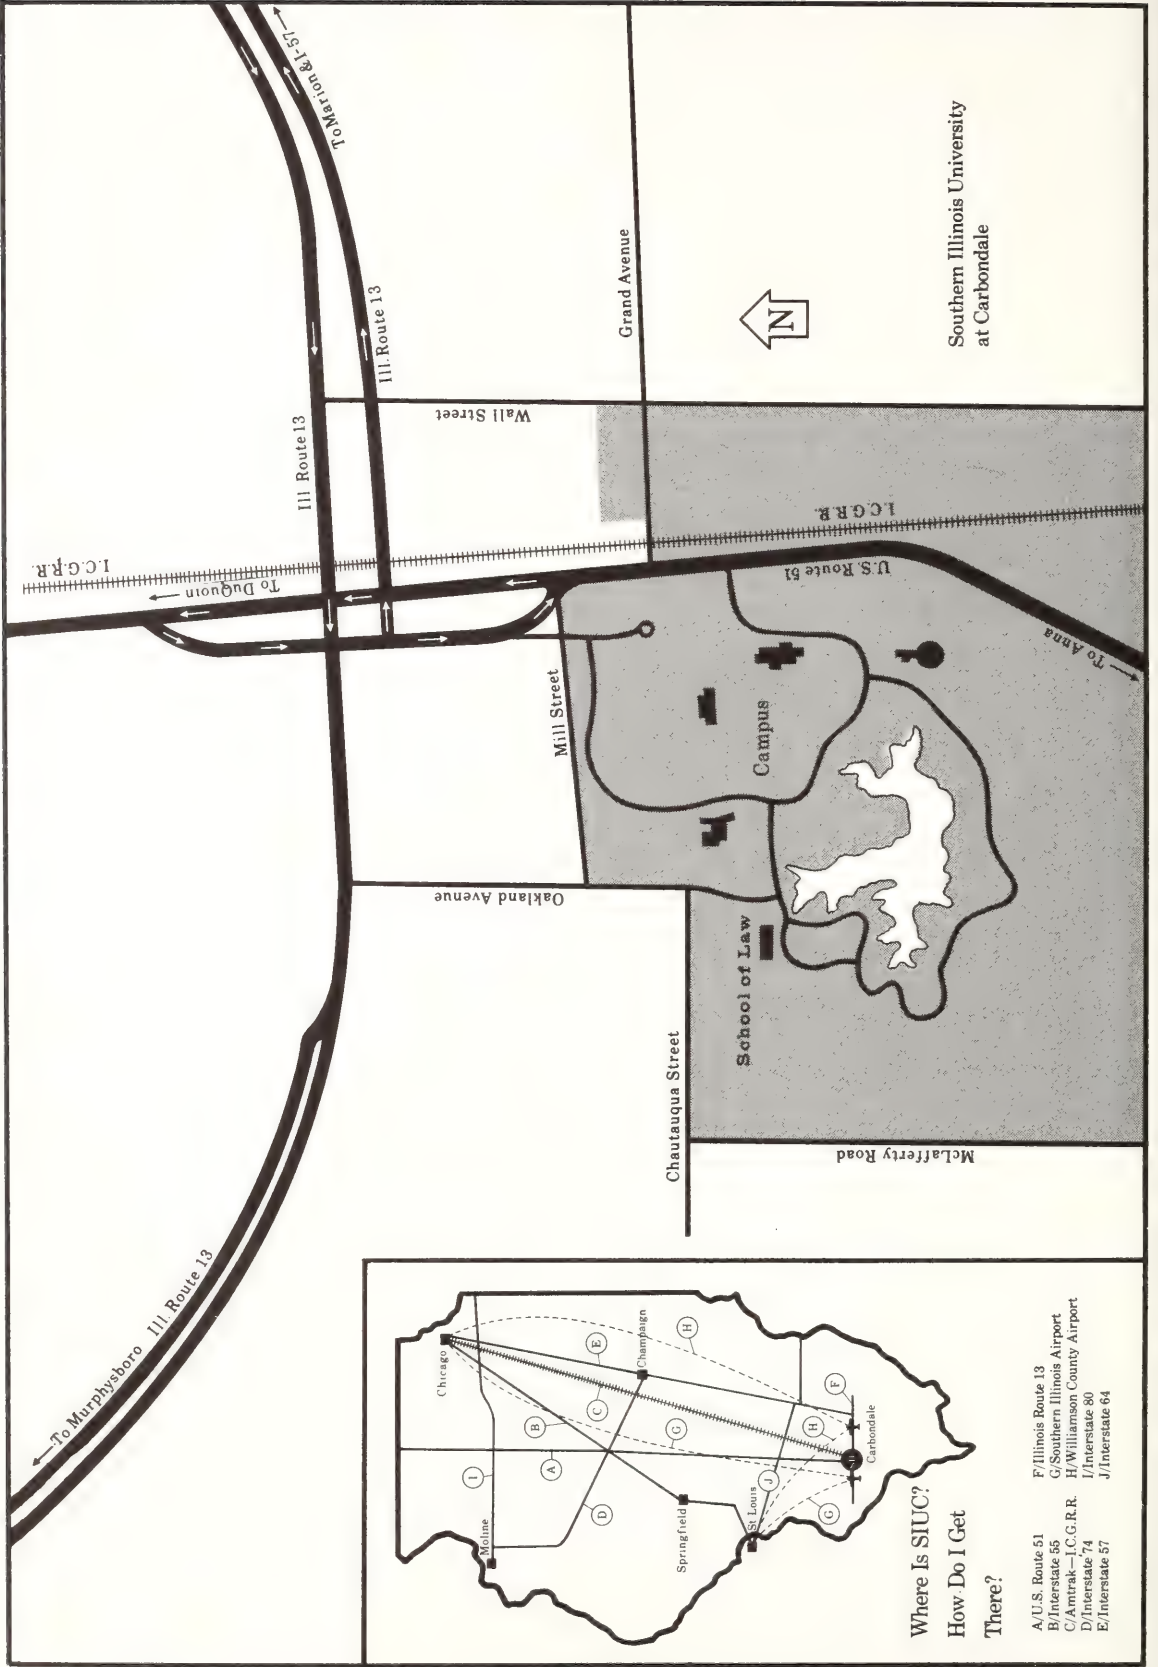 To Marion & I-57
Ill. Route 13
Ill Route 13
Wall Street
Grand Avenue
N
Southern Illinois University
at Carbondale
I.C.G.R.R.
To DuQuoin
I.C.G.R.R.
U.S. Route 51
To Anna
Mill Street
Campus
Oakland Avenue
School of Law
Chautauqua Street
McLafferty Road
To Murphysboro Ill. Route 13
Chicago
Moline
Champaign
Springfield
St Louis
Carbondale
A
B
C
D
E
F
G
G
H
H
I
J
Where Is SIUC?
How Do I Get
There?
A/U.S. Route 51
B/Interstate 55
C/Amtrak—I.C.G.R.R.
D/Interstate 74
E/Interstate 57
F/Illinois Route 13
G/Southern Illinois Airport
H/Williamson County Airport
I/Interstate 80
J/Interstate 64